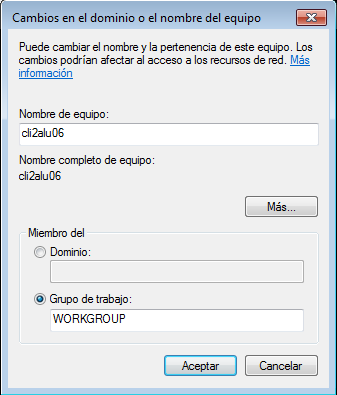 Cambios en el dominio o el nombre del equipo
Puede cambiar el nombre y la pertenencia de este equipo. Los
cambios podrían afectar al acceso a los recursos de red. Más
información
Nombre de equipo:
cli2alu06
Nombre completo de equipo:
cli2alu06
Más...
Miembro del
Dominio:
Grupo de trabajo:
WORKGROUP
Aceptar
Cancelar